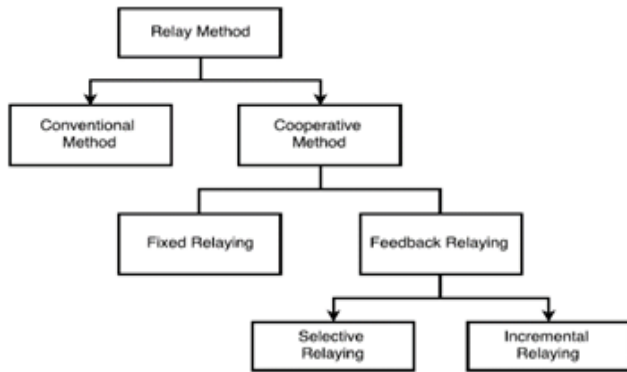 Relay Method
Conventional
Method
Cooperative
Method
Fixed Relaying
Feedback Relaying
Selective
Relaying
Incremental
Relaying